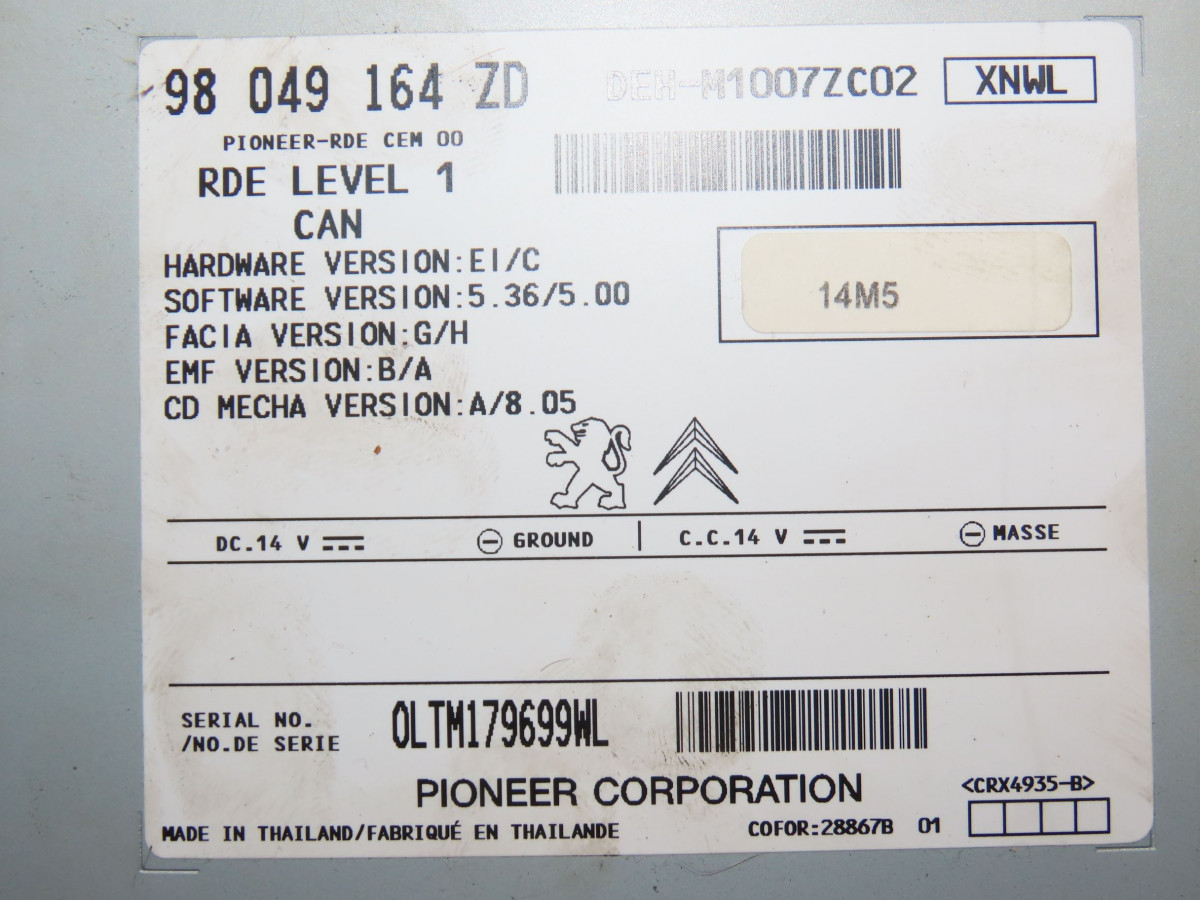 98 049 164 ZD
DEH-M1007ZC02
XNWL
PIONEER-RDE CEM 00
RDE LEVEL 1
CAN
HARDWARE VERSION:EI/C
SOFTWARE VERSION:5.36/5.00
14M5
FACIA VERSION:G/H
EMF VERSION:B/A
CD MECHA VERSION:A/8.05
DC.14 V GROUND C.C.14 V MASSE
SERIAL NO.
/NO.DE SERIE
OLTM179699WL
PIONEER CORPORATION
<CRX4935-B>
MADE IN THAILAND/FABRIQUÉ EN THAILANDE
COFOR:28867B 01